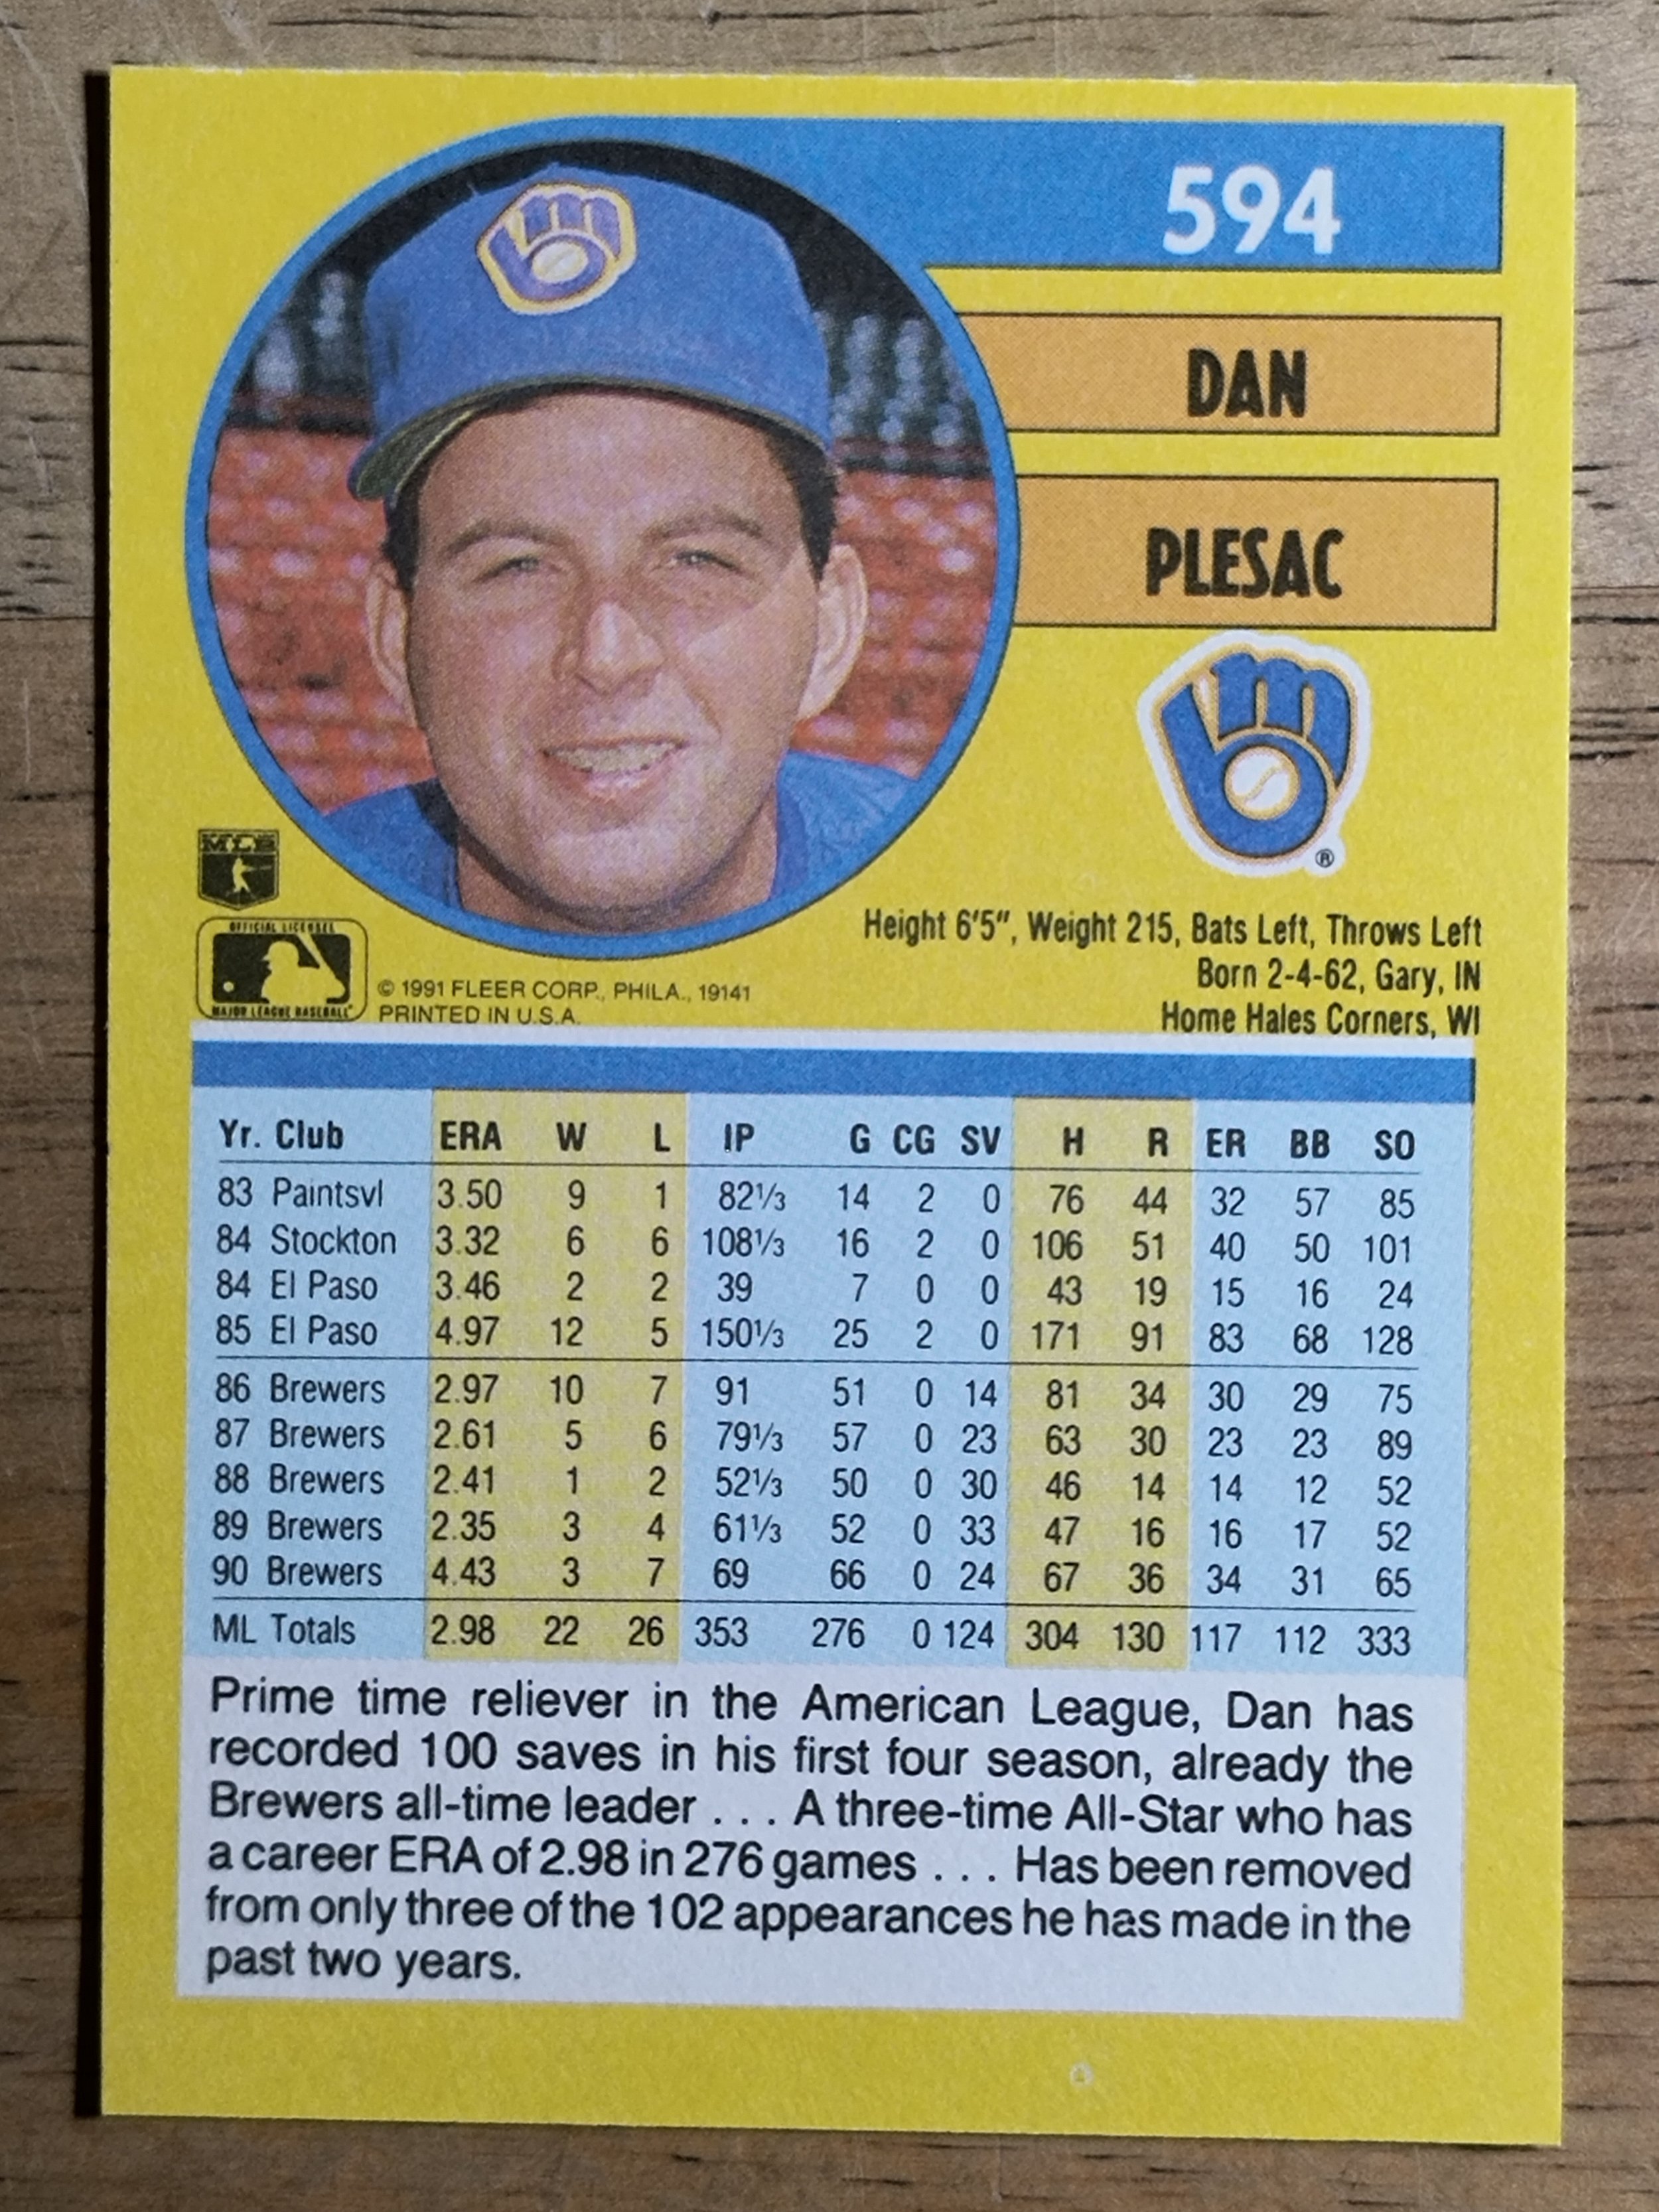 594
DAN
PLESAC
®
MLB
OFFICIAL LICENSEE
MAJOR LEAGUE BASEBALL
© 1991 FLEER CORP., PHILA., 19141
PRINTED IN U.S.A.
Height 6'5", Weight 215, Bats Left, Throws Left
Born 2-4-62, Gary, IN
Home Hales Corners, WI
Yr. Club ERA W L IP G CG SV H R ER BB SO
83 Paintsvl 3.50 9 1 82⅓ 14 2 0 76 44 32 57 85
84 Stockton 3.32 6 6 108⅓ 16 2 0 106 51 40 50 101
84 El Paso 3.46 2 2 39 7 0 0 43 19 15 16 24
85 El Paso 4.97 12 5 150⅓ 25 2 0 171 91 83 68 128
86 Brewers 2.97 10 7 91 51 0 14 81 34 30 29 75
87 Brewers 2.61 5 6 79⅓ 57 0 23 63 30 23 23 89
88 Brewers 2.41 1 2 52⅓ 50 0 30 46 14 14 12 52
89 Brewers 2.35 3 4 61⅓ 52 0 33 47 16 16 17 52
90 Brewers 4.43 3 7 69 66 0 24 67 36 34 31 65
ML Totals 2.98 22 26 353 276 0 124 304 130 117 112 333
Prime time reliever in the American League, Dan has
recorded 100 saves in his first four season, already the
Brewers all-time leader . . . A three-time All-Star who has
a career ERA of 2.98 in 276 games . . . Has been removed
from only three of the 102 appearances he has made in the
past two years.